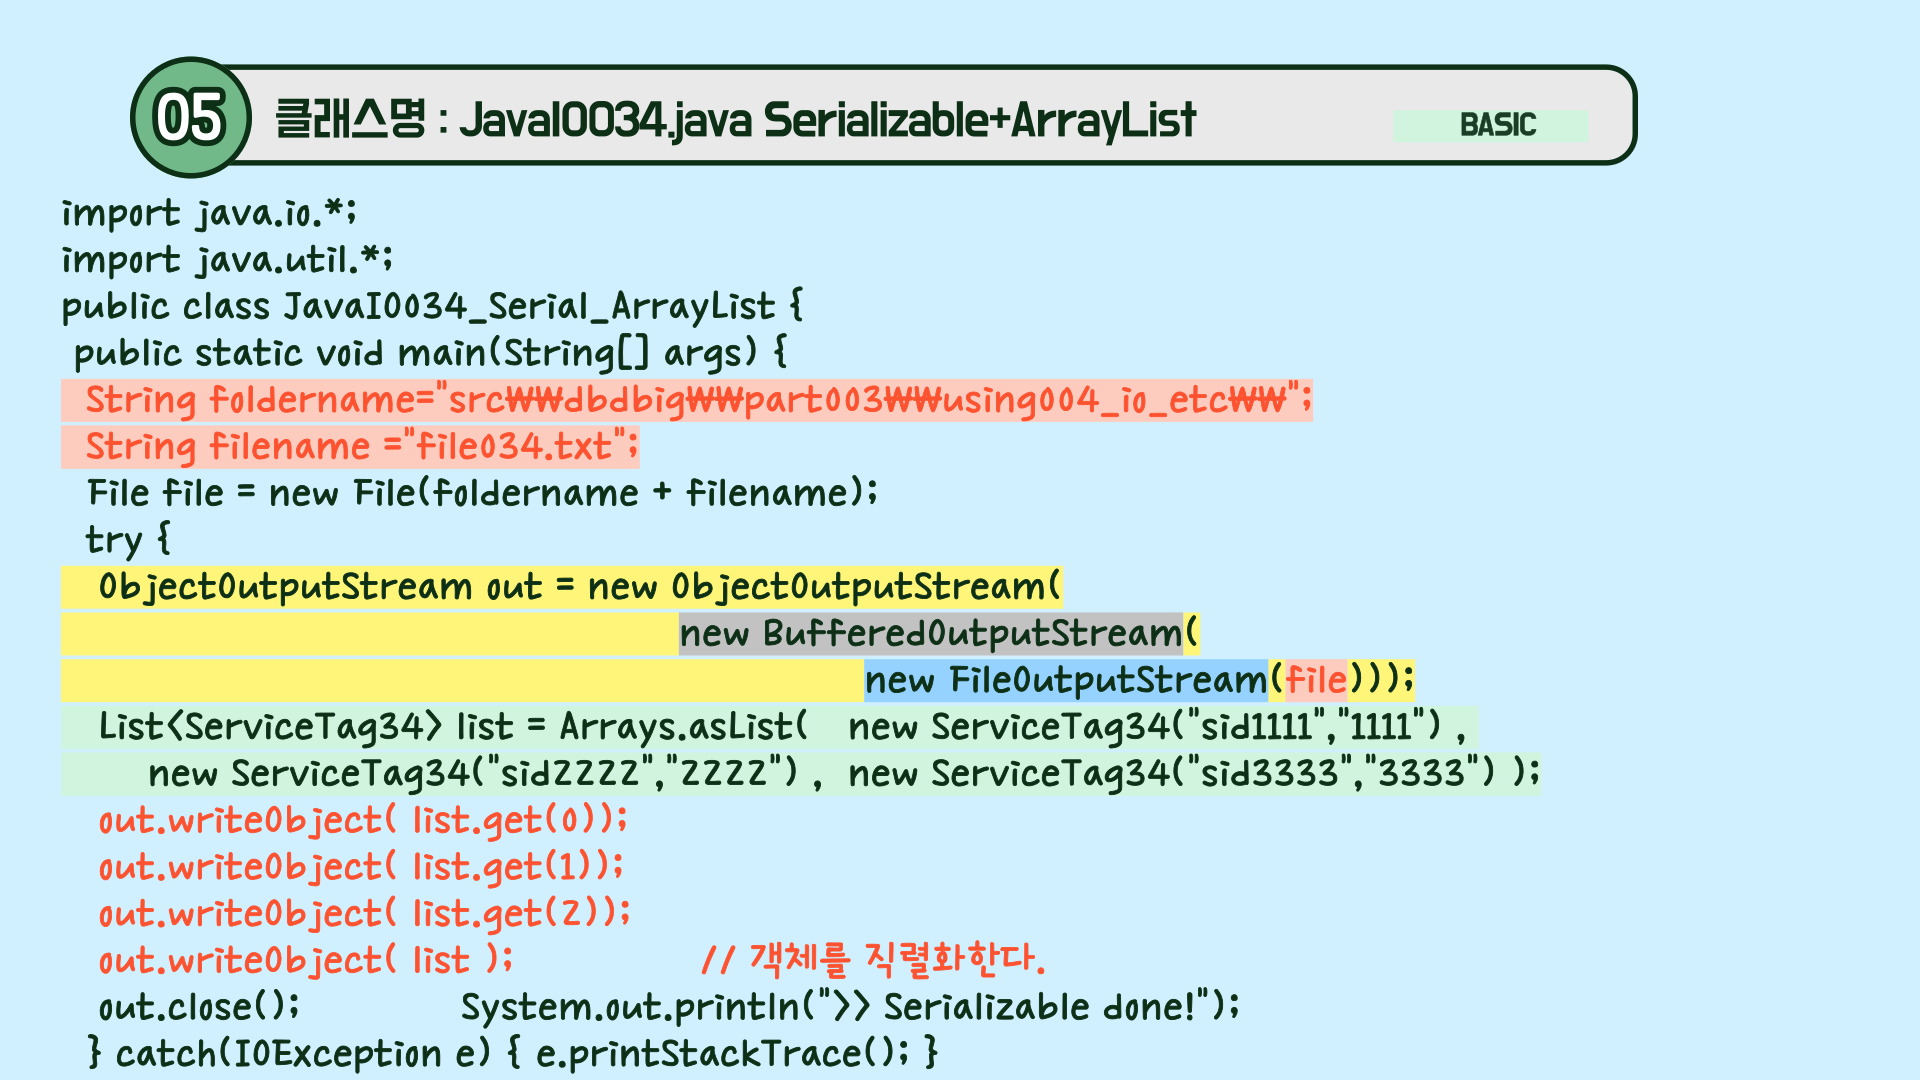 05
클래스명 : JavaIO034.java Serializable+ArrayList
BASIC
import java.io.*;
import java.util.*;
public class JavaIO034_Serial_ArrayList {
public static void main(String[] args) {
String foldername="src₩₩dbdbig₩₩part003₩₩using004_io_etc₩₩";
String filename ="file034.txt";
File file = new File(foldername + filename);
try {
ObjectOutputStream out = new ObjectOutputStream(
new BufferedOutputStream(
new FileOutputStream(file)));
List<ServiceTag34> list = Arrays.asList(   new ServiceTag34("sid1111","1111") ,
new ServiceTag34("sid2222","2222") ,  new ServiceTag34("sid3333","3333") );
out.writeObject( list.get(0));
out.writeObject( list.get(1));
out.writeObject( list.get(2));
out.writeObject( list );               // 객체를 직렬화한다.
out.close();             System.out.println(">> Serializable done!");
} catch(IOException e) { e.printStackTrace(); }